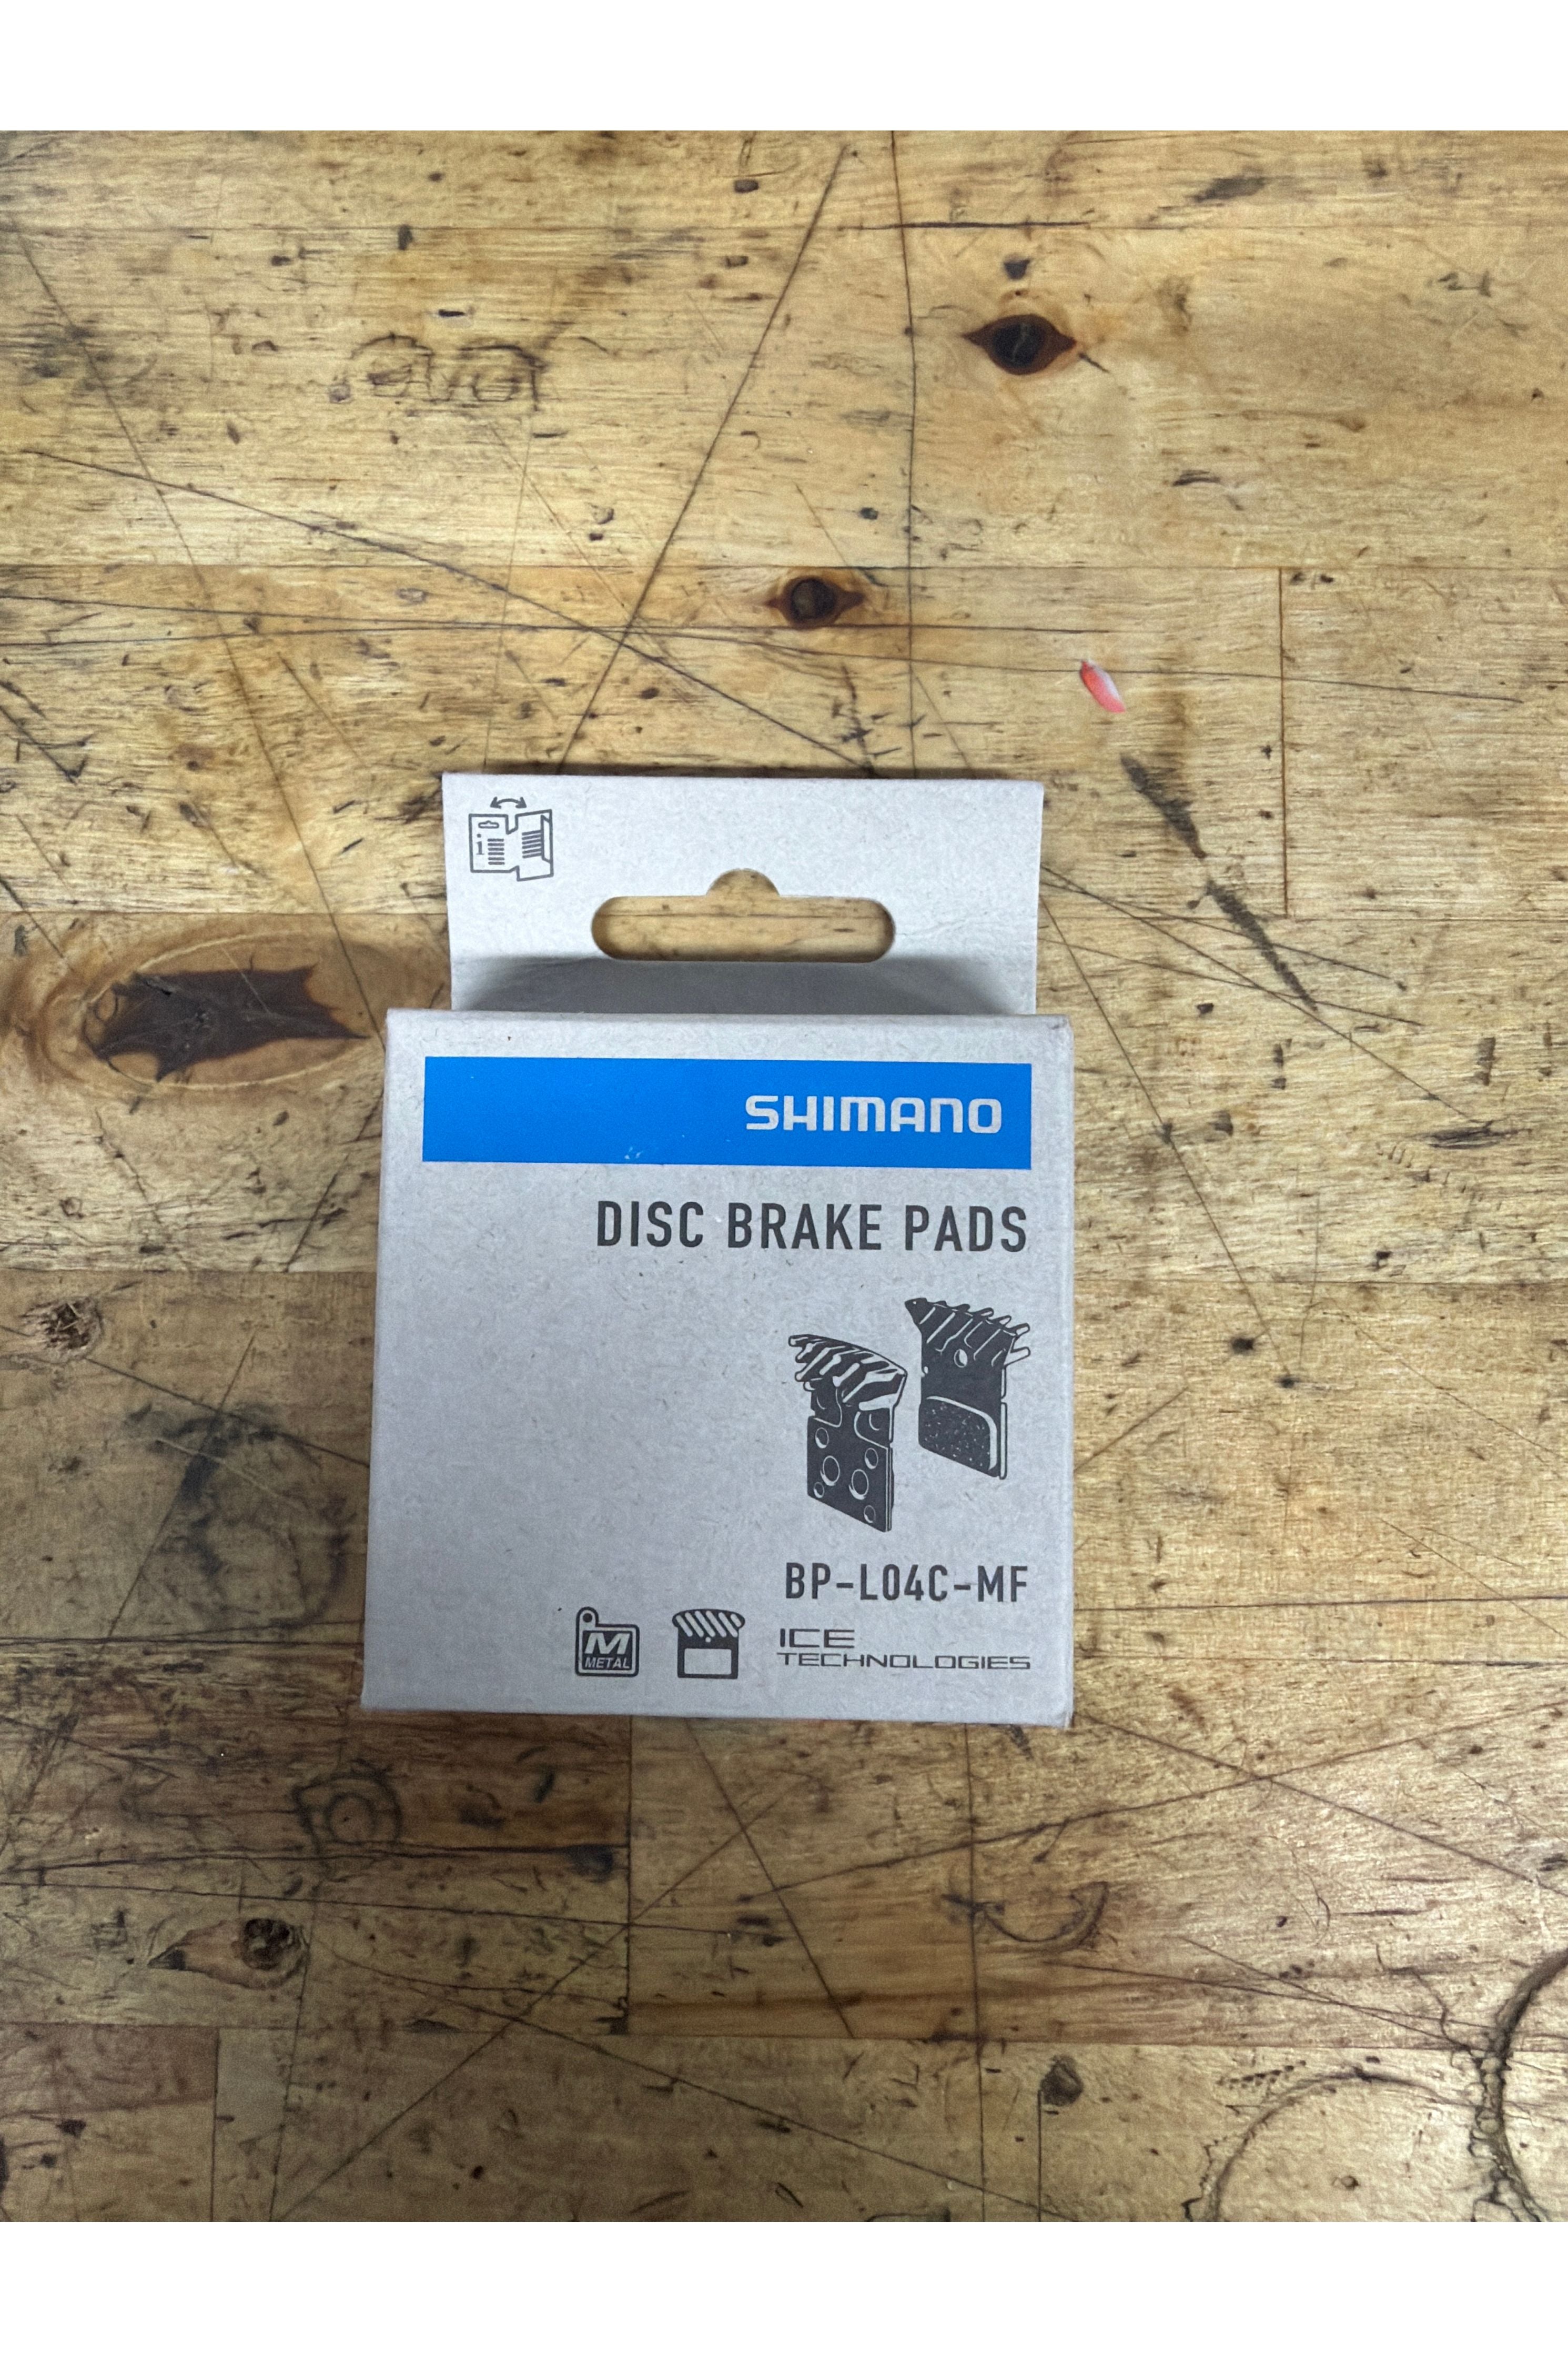 SHIMANO
DISC BRAKE PADS
BP-L04C-MF
M
METAL
ICE
TECHNOLOGIES